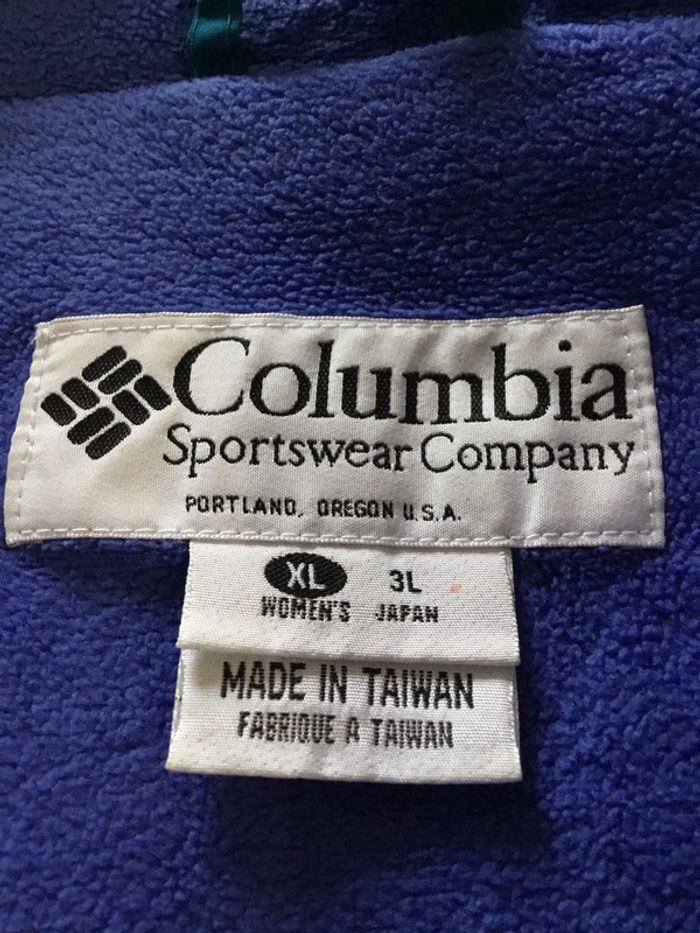 Columbia
Sportswear Company
PORTLAND, OREGON U.S.A.
XL 3L
WOMEN'S JAPAN
MADE IN TAIWAN
FABRIQUE A TAIWAN